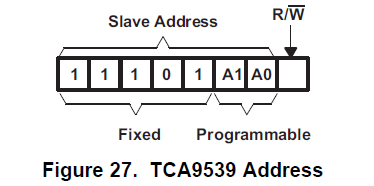 Slave Address
R/W̅
1 1 1 0 1 A1 A0
Fixed Programmable
Figure 27. TCA9539 Address